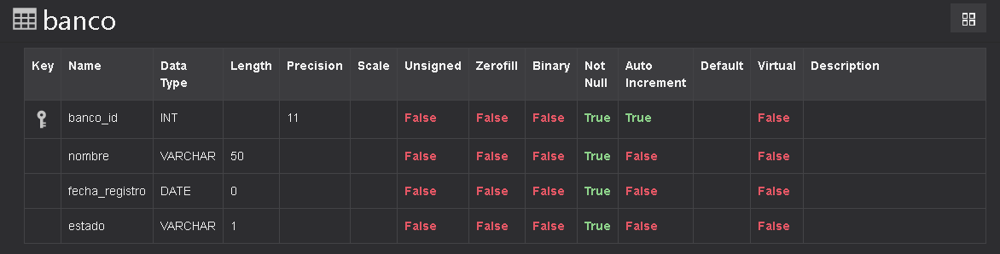 banco
Key Name Data Type Length Precision Scale Unsigned Zerofill Binary Not Null Auto Increment Default Virtual Description
banco_id INT 11 False False False True True False
nombre VARCHAR 50 False False False True False False
fecha_registro DATE 0 False False False True False False
estado VARCHAR 1 False False False True False False